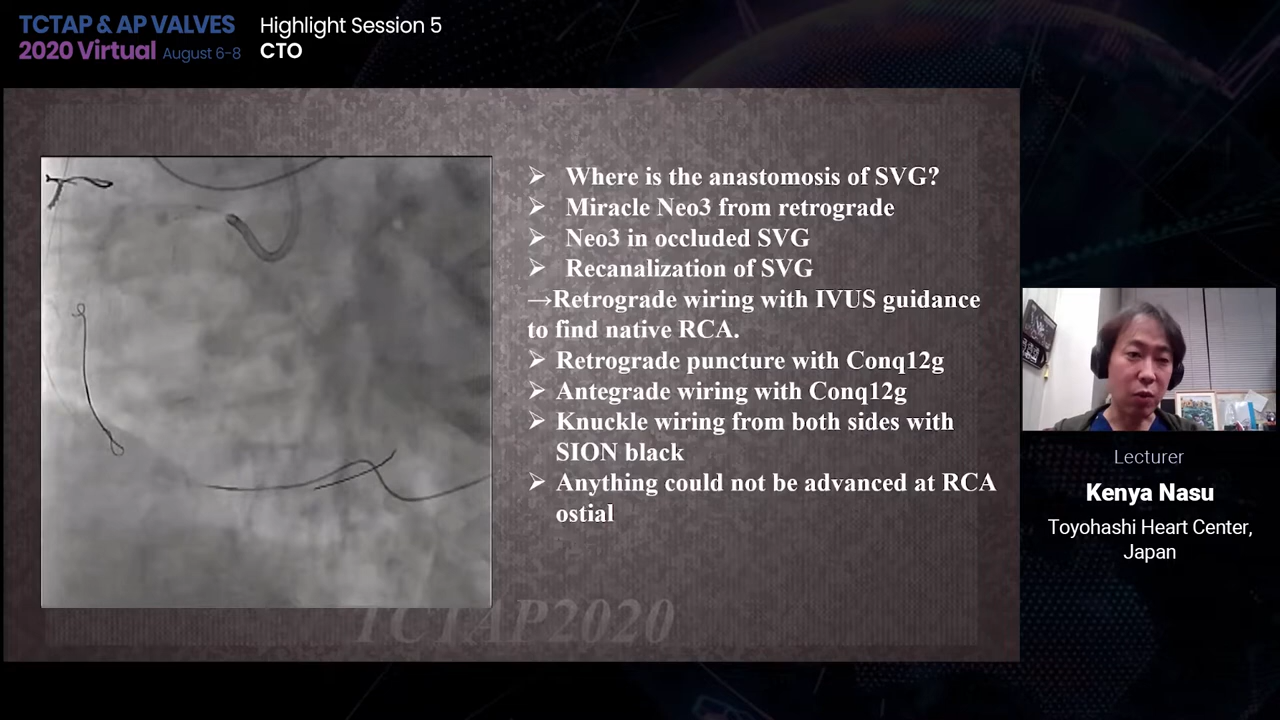 TCTAP & AP VALVES
2020 Virtual August 6-8
Highlight Session 5
CTO
➢ Where is the anastomosis of SVG?
➢ Miracle Neo3 from retrograde
➢ Neo3 in occluded SVG
➢ Recanalization of SVG
→Retrograde wiring with IVUS guidance
to find native RCA.
➢ Retrograde puncture with Conq12g
➢ Antegrade wiring with Conq12g
➢ Knuckle wiring from both sides with
SION black
➢ Anything could not be advanced at RCA
ostial
TCTAP2020
Lecturer
Kenya Nasu
Toyohashi Heart Center,
Japan